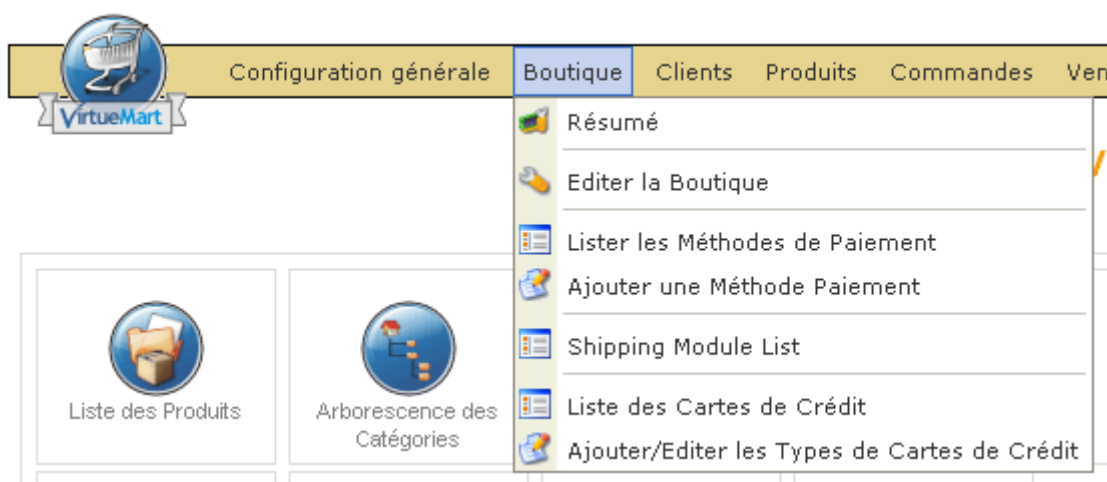 Configuration générale Boutique Clients Produits Commandes Ven
VirtueMart
Résumé
Editer la Boutique
Lister les Méthodes de Paiement
Ajouter une Méthode Paiement
Shipping Module List
Liste des Cartes de Crédit
Ajouter/Editer les Types de Cartes de Crédit
Liste des Produits
Arborescence des
Catégories